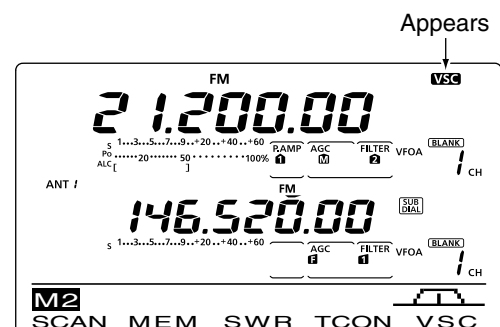 Appears
FM VSC
21.200.00
S 1...3...5...7...9..+20..+40..+60
Po ......20....... 50 ..........100%
ALC [ ]
P.AMP 1 AGC M FILTER 2 VFOA BLANK 1 CH
ANT 1
FM
146.520.00 SUB DIAL
S 1...3...5...7...9..+20..+40..+60
AGC F FILTER 1 VFOA BLANK 1 CH
M2
SCAN MEM SWR TCON VSC